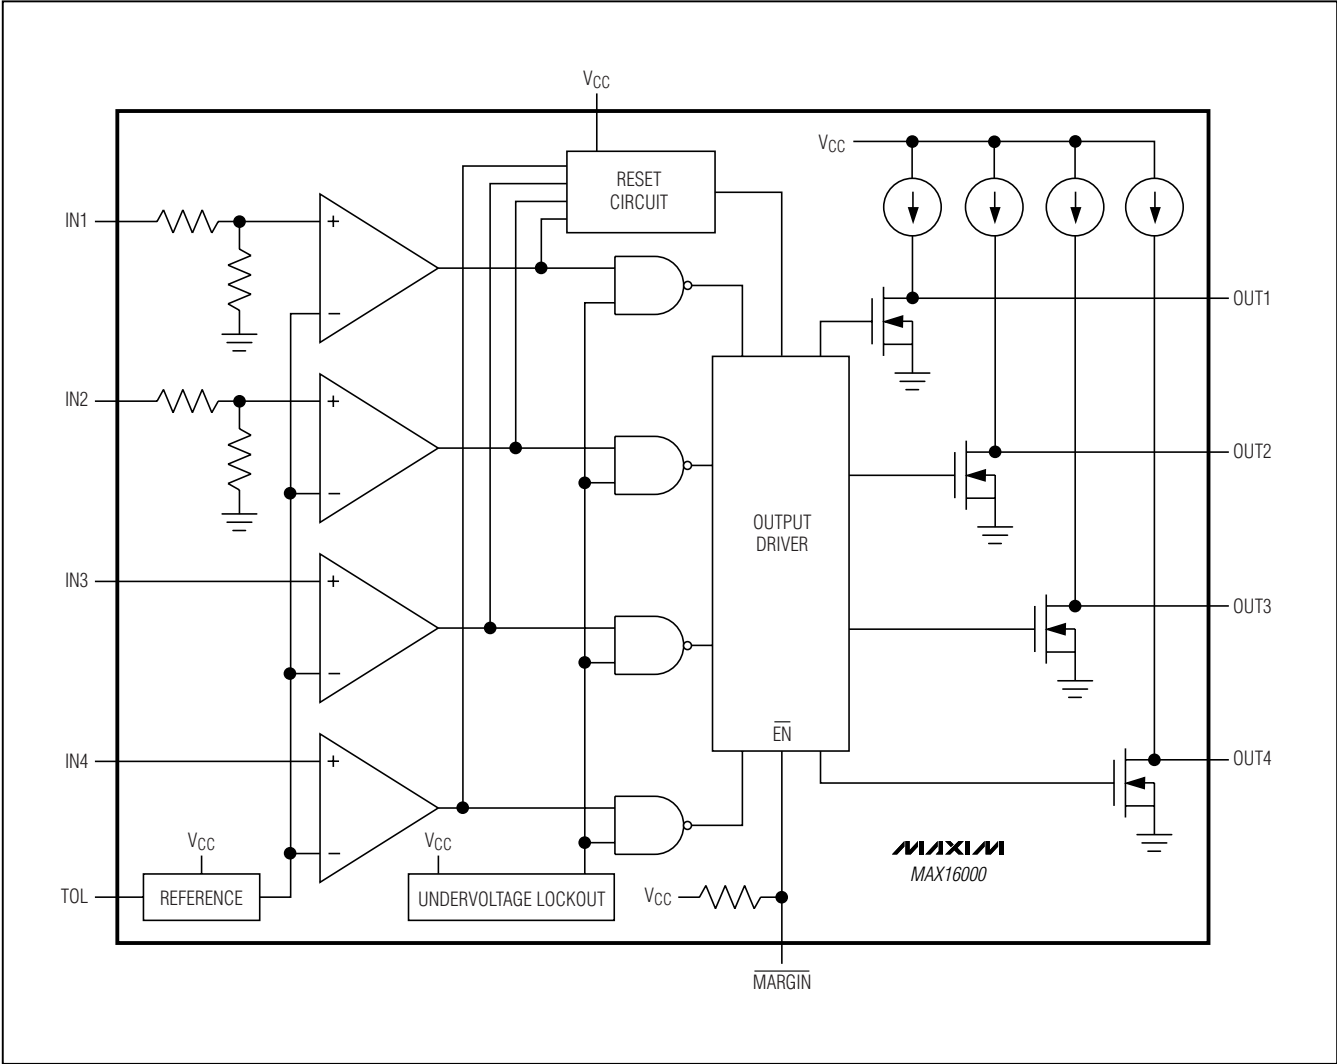 VCC
RESET
CIRCUIT
VCC
IN1
+
−
OUT1
IN2
+
−
OUT2
OUTPUT
DRIVER
IN3
+
−
OUT3
EN
IN4
+
−
OUT4
VCC
VCC
MAXIM
MAX16000
TOL
REFERENCE
UNDERVOLTAGE LOCKOUT
VCC
MARGIN